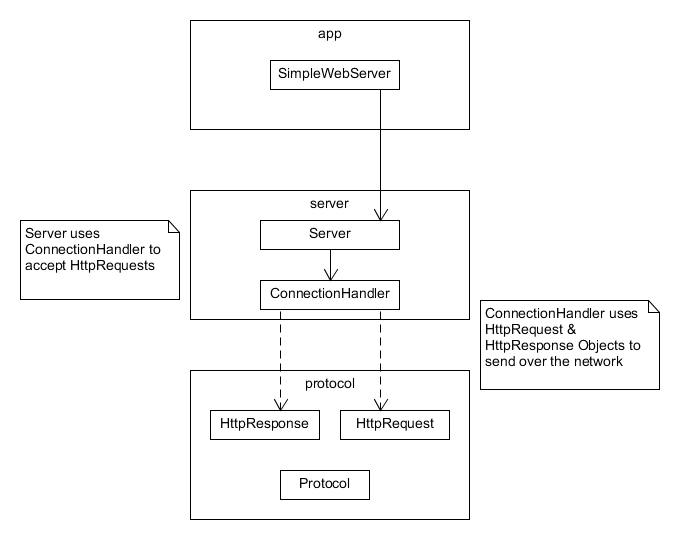 app
SimpleWebServer
server
Server uses
ConnectionHandler to
accept HttpRequests
Server
ConnectionHandler
ConnectionHandler uses
HttpRequest &
HttpResponse Objects to
send over the network
protocol
HttpResponse
HttpRequest
Protocol